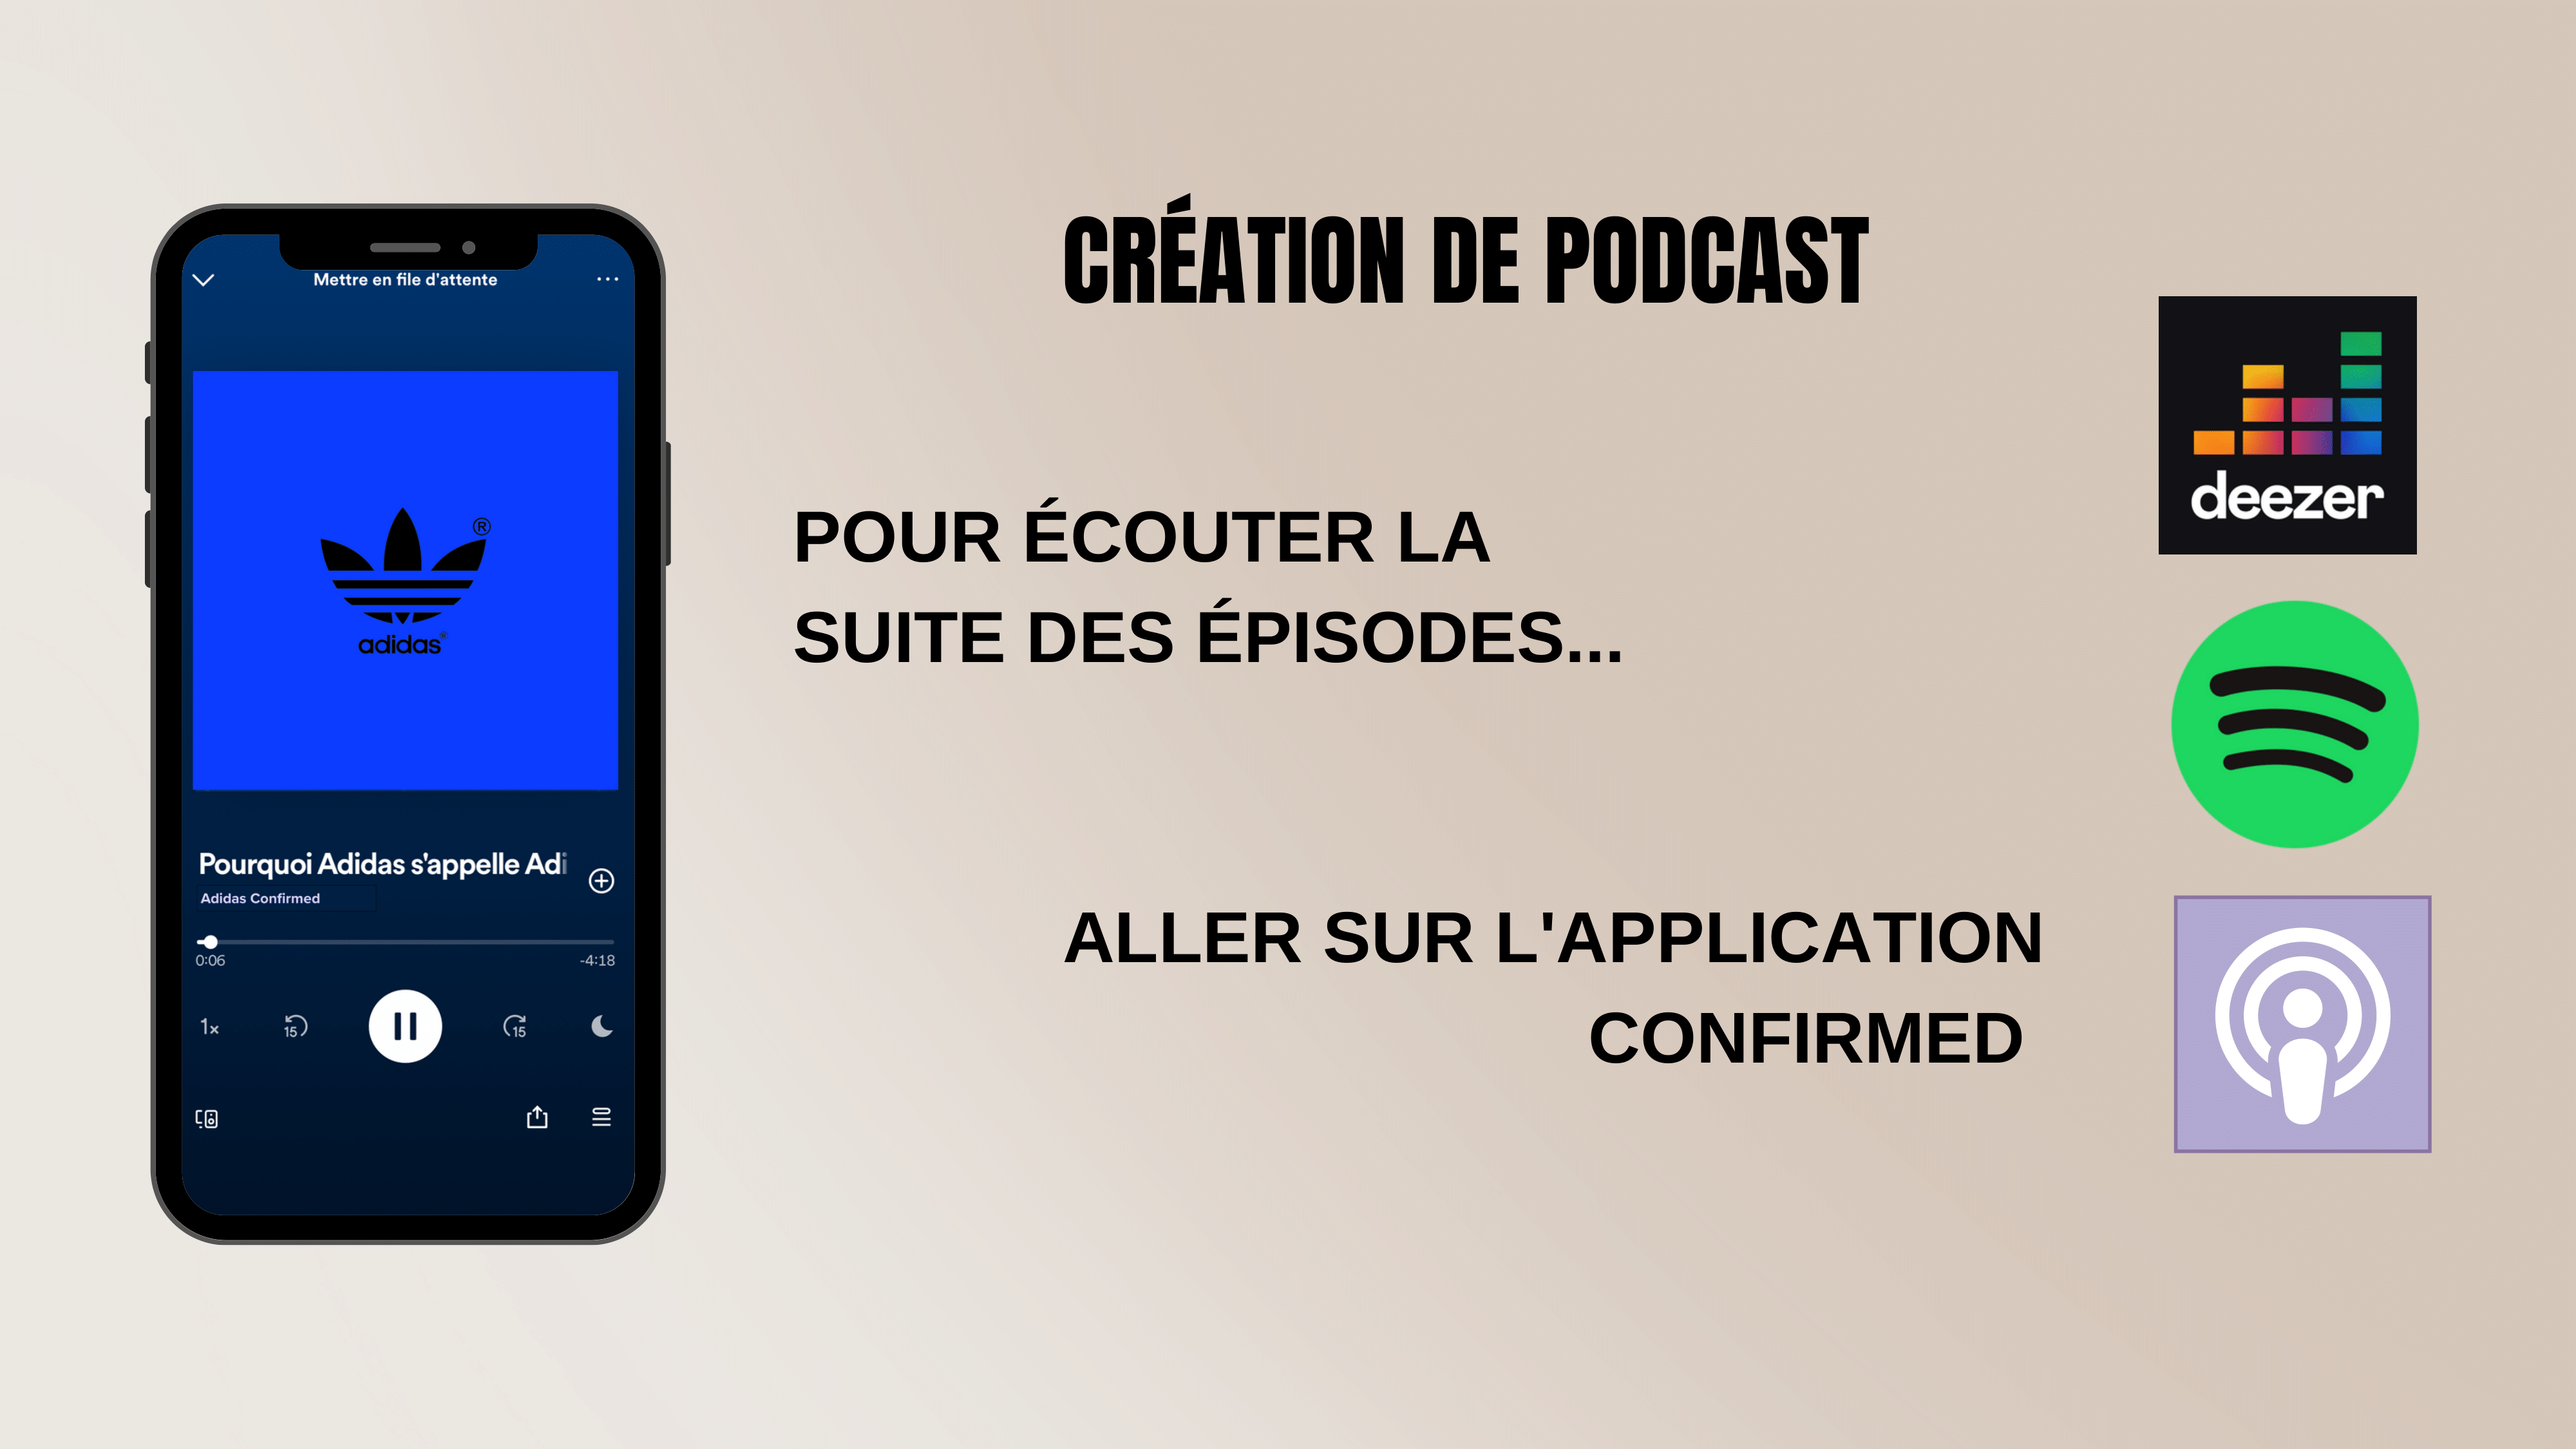 CRÉATION DE PODCAST
Mettre en file d'attente
®
adidas®
Pourquoi Adidas s'appelle Adi
Adidas Confirmed
0:06
-4:18
1x
15
15
POUR ÉCOUTER LA
SUITE DES ÉPISODES...
ALLER SUR L'APPLICATION
CONFIRMED
deezer